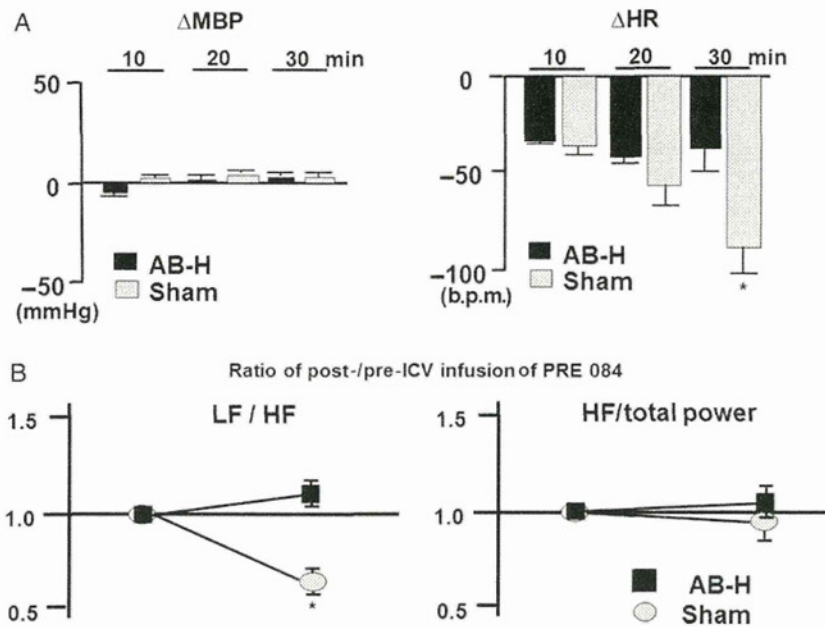 A
ΔMBP
10 20 30 min
50
0
–50
(mmHg)
AB-H
Sham
ΔHR
10 20 30 min
0
–50
–100
(b.p.m.)
AB-H
Sham
*
B
Ratio of post-/pre-ICV infusion of PRE 084
LF / HF
1.5
1.0
0.5
*
HF/total power
1.5
1.0
0.5
AB-H
Sham